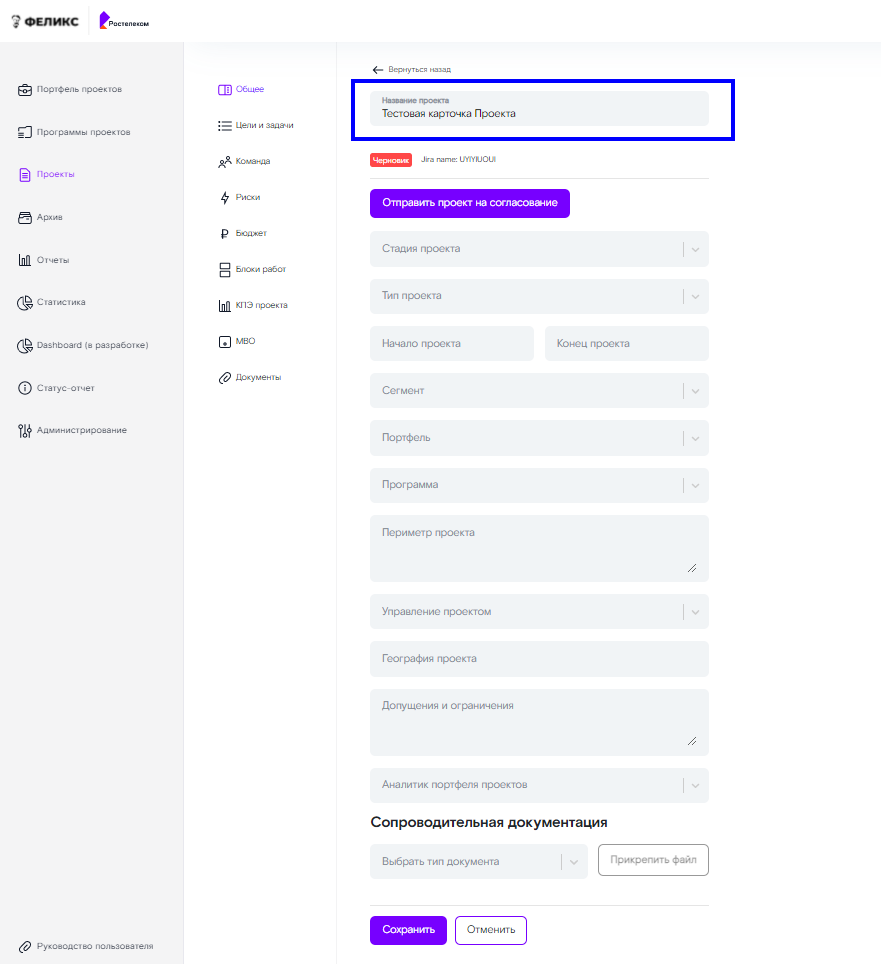 ФЕЛИКС
Ростелеком
Портфель проектов
Программы проектов
Проекты
Архив
Отчеты
Статистика
Dashboard (в разработке)
Статус-отчет
Администрирование
Руководство пользователя
Общее
Цели и задачи
Команда
Риски
Бюджет
Блоки работ
КПЭ проекта
МВО
Документы
Вернуться назад
Название проекта
Тестовая карточка Проекта
Черновик Jira name: UYIYIUOUI
Отправить проект на согласование
Стадия проекта
Тип проекта
Начало проекта Конец проекта
Сегмент
Портфель
Программа
Периметр проекта
Управление проектом
География проекта
Допущения и ограничения
Аналитик портфеля проектов
Сопроводительная документация
Выбрать тип документа Прикрепить файл
Сохранить Отменить